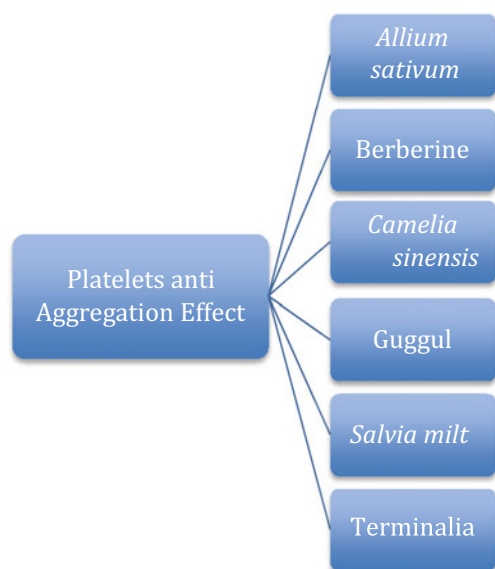 Platelets anti
Aggregation Effect
Allium
sativum
Berberine
Camelia
sinensis
Guggul
Salvia milt
Terminalia